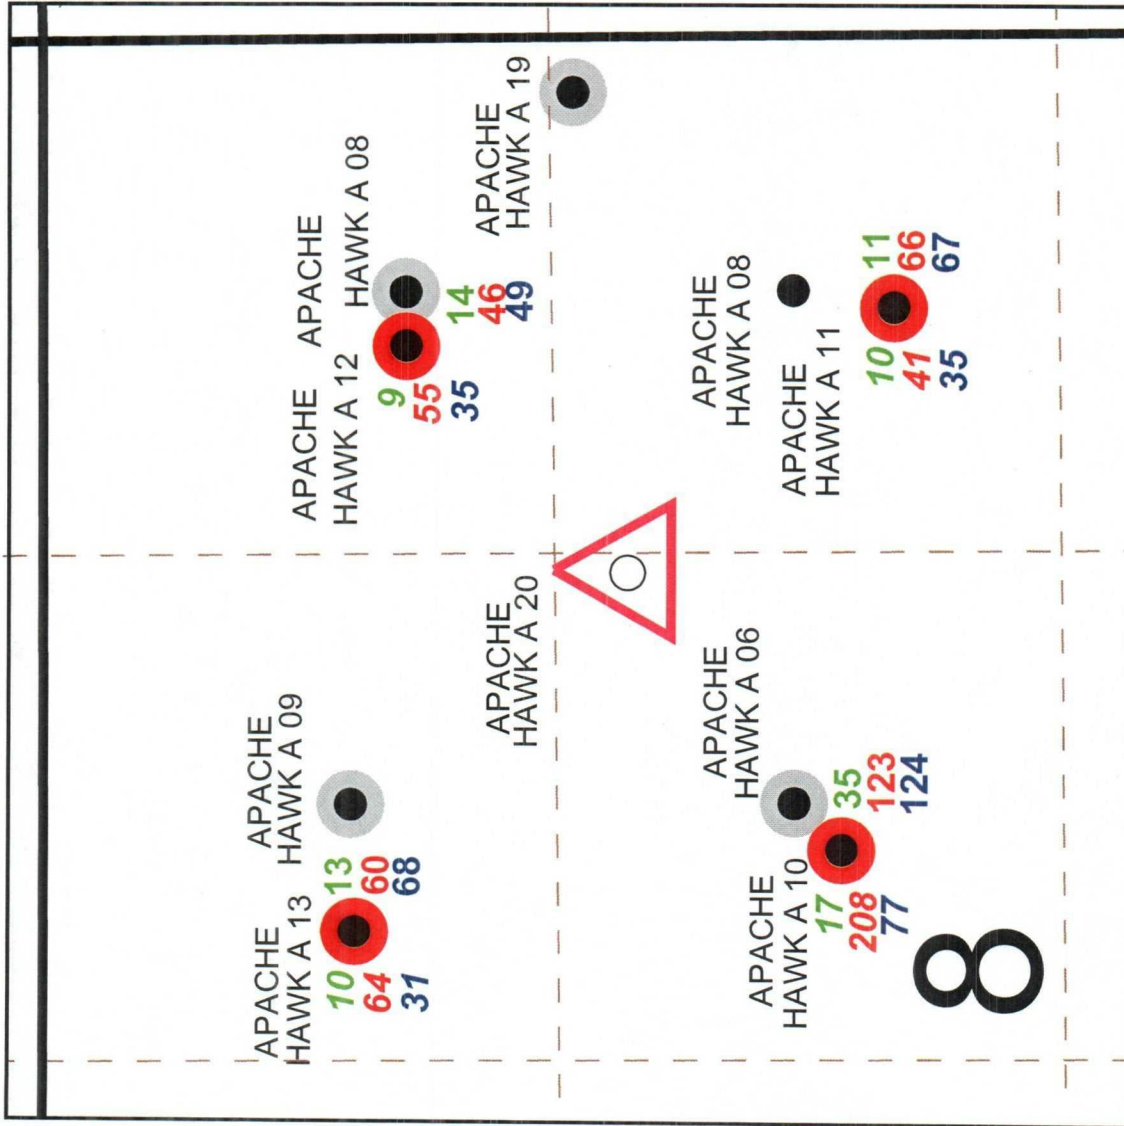 APACHE
HAWK A 13
10
64
31
13
60
68
APACHE
HAWK A 09
APACHE
HAWK A 12
9
55
35
APACHE
HAWK A 08
14
46
49
APACHE
HAWK A 20
APACHE
HAWK A 19
APACHE
HAWK A 10
17
208
77
APACHE
HAWK A 06
35
123
124
APACHE
HAWK A 11
APACHE
HAWK A 08
10
41
35
11
66
67
8